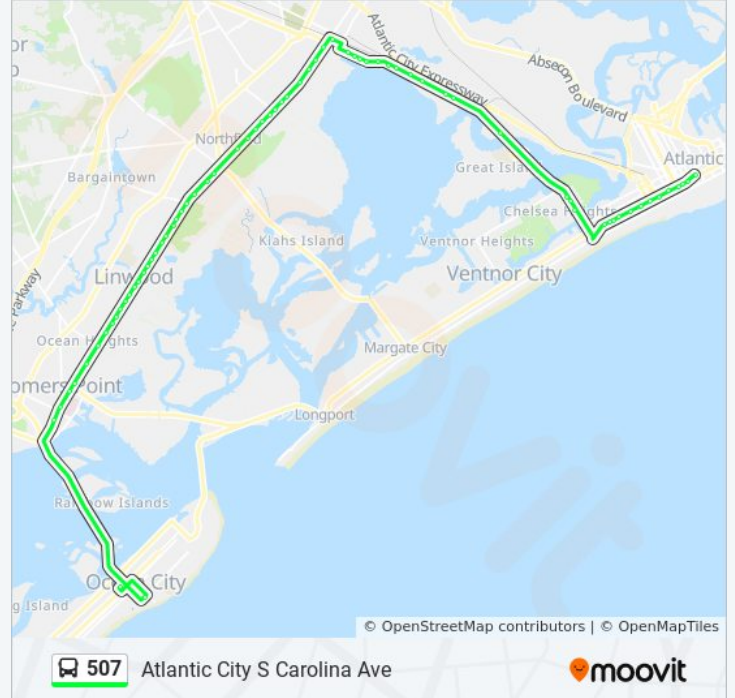 Atlantic City Expressway
Absecon Boulevard
Northfield
Atlantic
Great Island
Bargaintown
Chelsea Heights
Klahs Island
Ventnor Heights
Linwood
Ventnor City
Parkway
Ocean Heights
Margate City
omers Point
Longport
Rainbow Islands
Ocean City
g Island
© OpenStreetMap contributors | © OpenMapTiles
507 Atlantic City S Carolina Ave
moovit